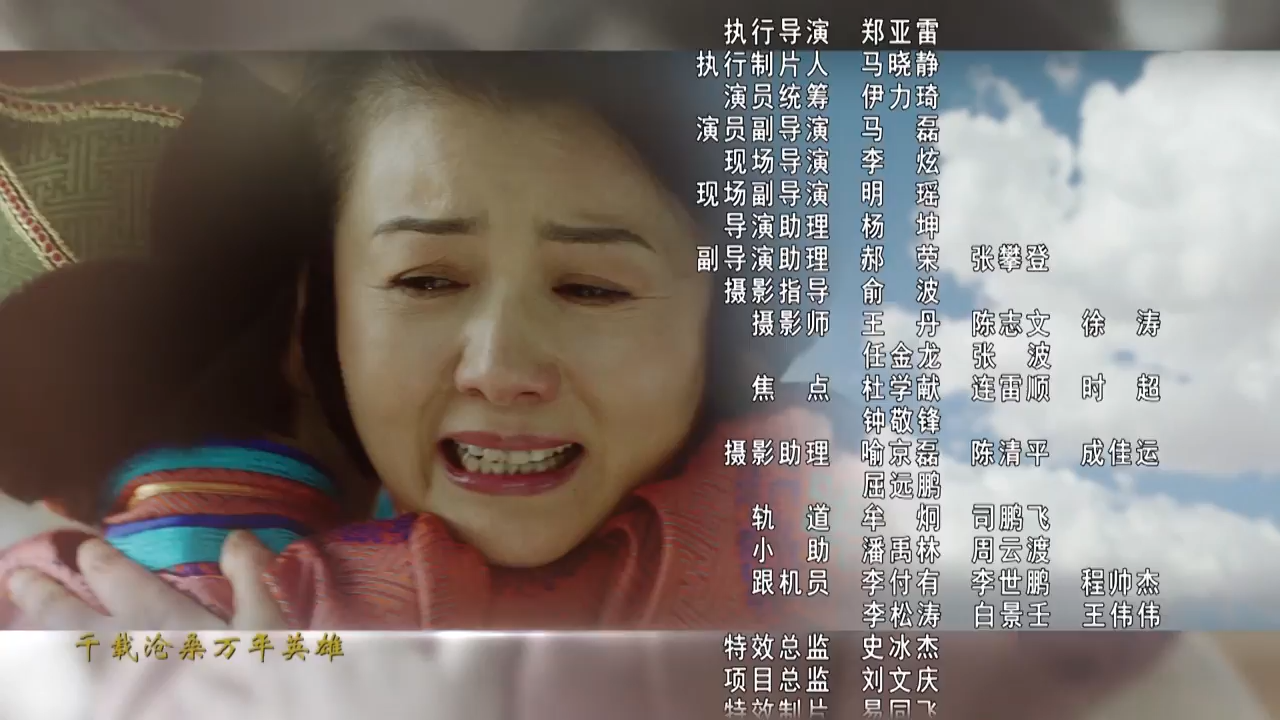 执行导演 郑亚雷
执行制片人 马晓静
演员统筹 伊力琦
演员副导演 马 磊
现场导演 李 炫
现场副导演 明 瑶
导演助理 杨 坤
副导演助理 郝 荣 张攀登
摄影指导 俞 波
摄影师 王 丹 陈志文 徐 涛
任金龙 张 波
焦 点 杜学献 连雷顺 时 超
钟敬锋
摄影助理 喻京磊 陈清平 成佳运
屈远鹏
轨 道 牟 炯 司鹏飞
小 助 潘禹林 周云渡
跟机员 李付有 李世鹏 程帅杰
李松涛 白景壬 王伟伟
千载沧桑万年英雄
特效总监 史冰杰
项目总监 刘文庆
特效制片 易同飞